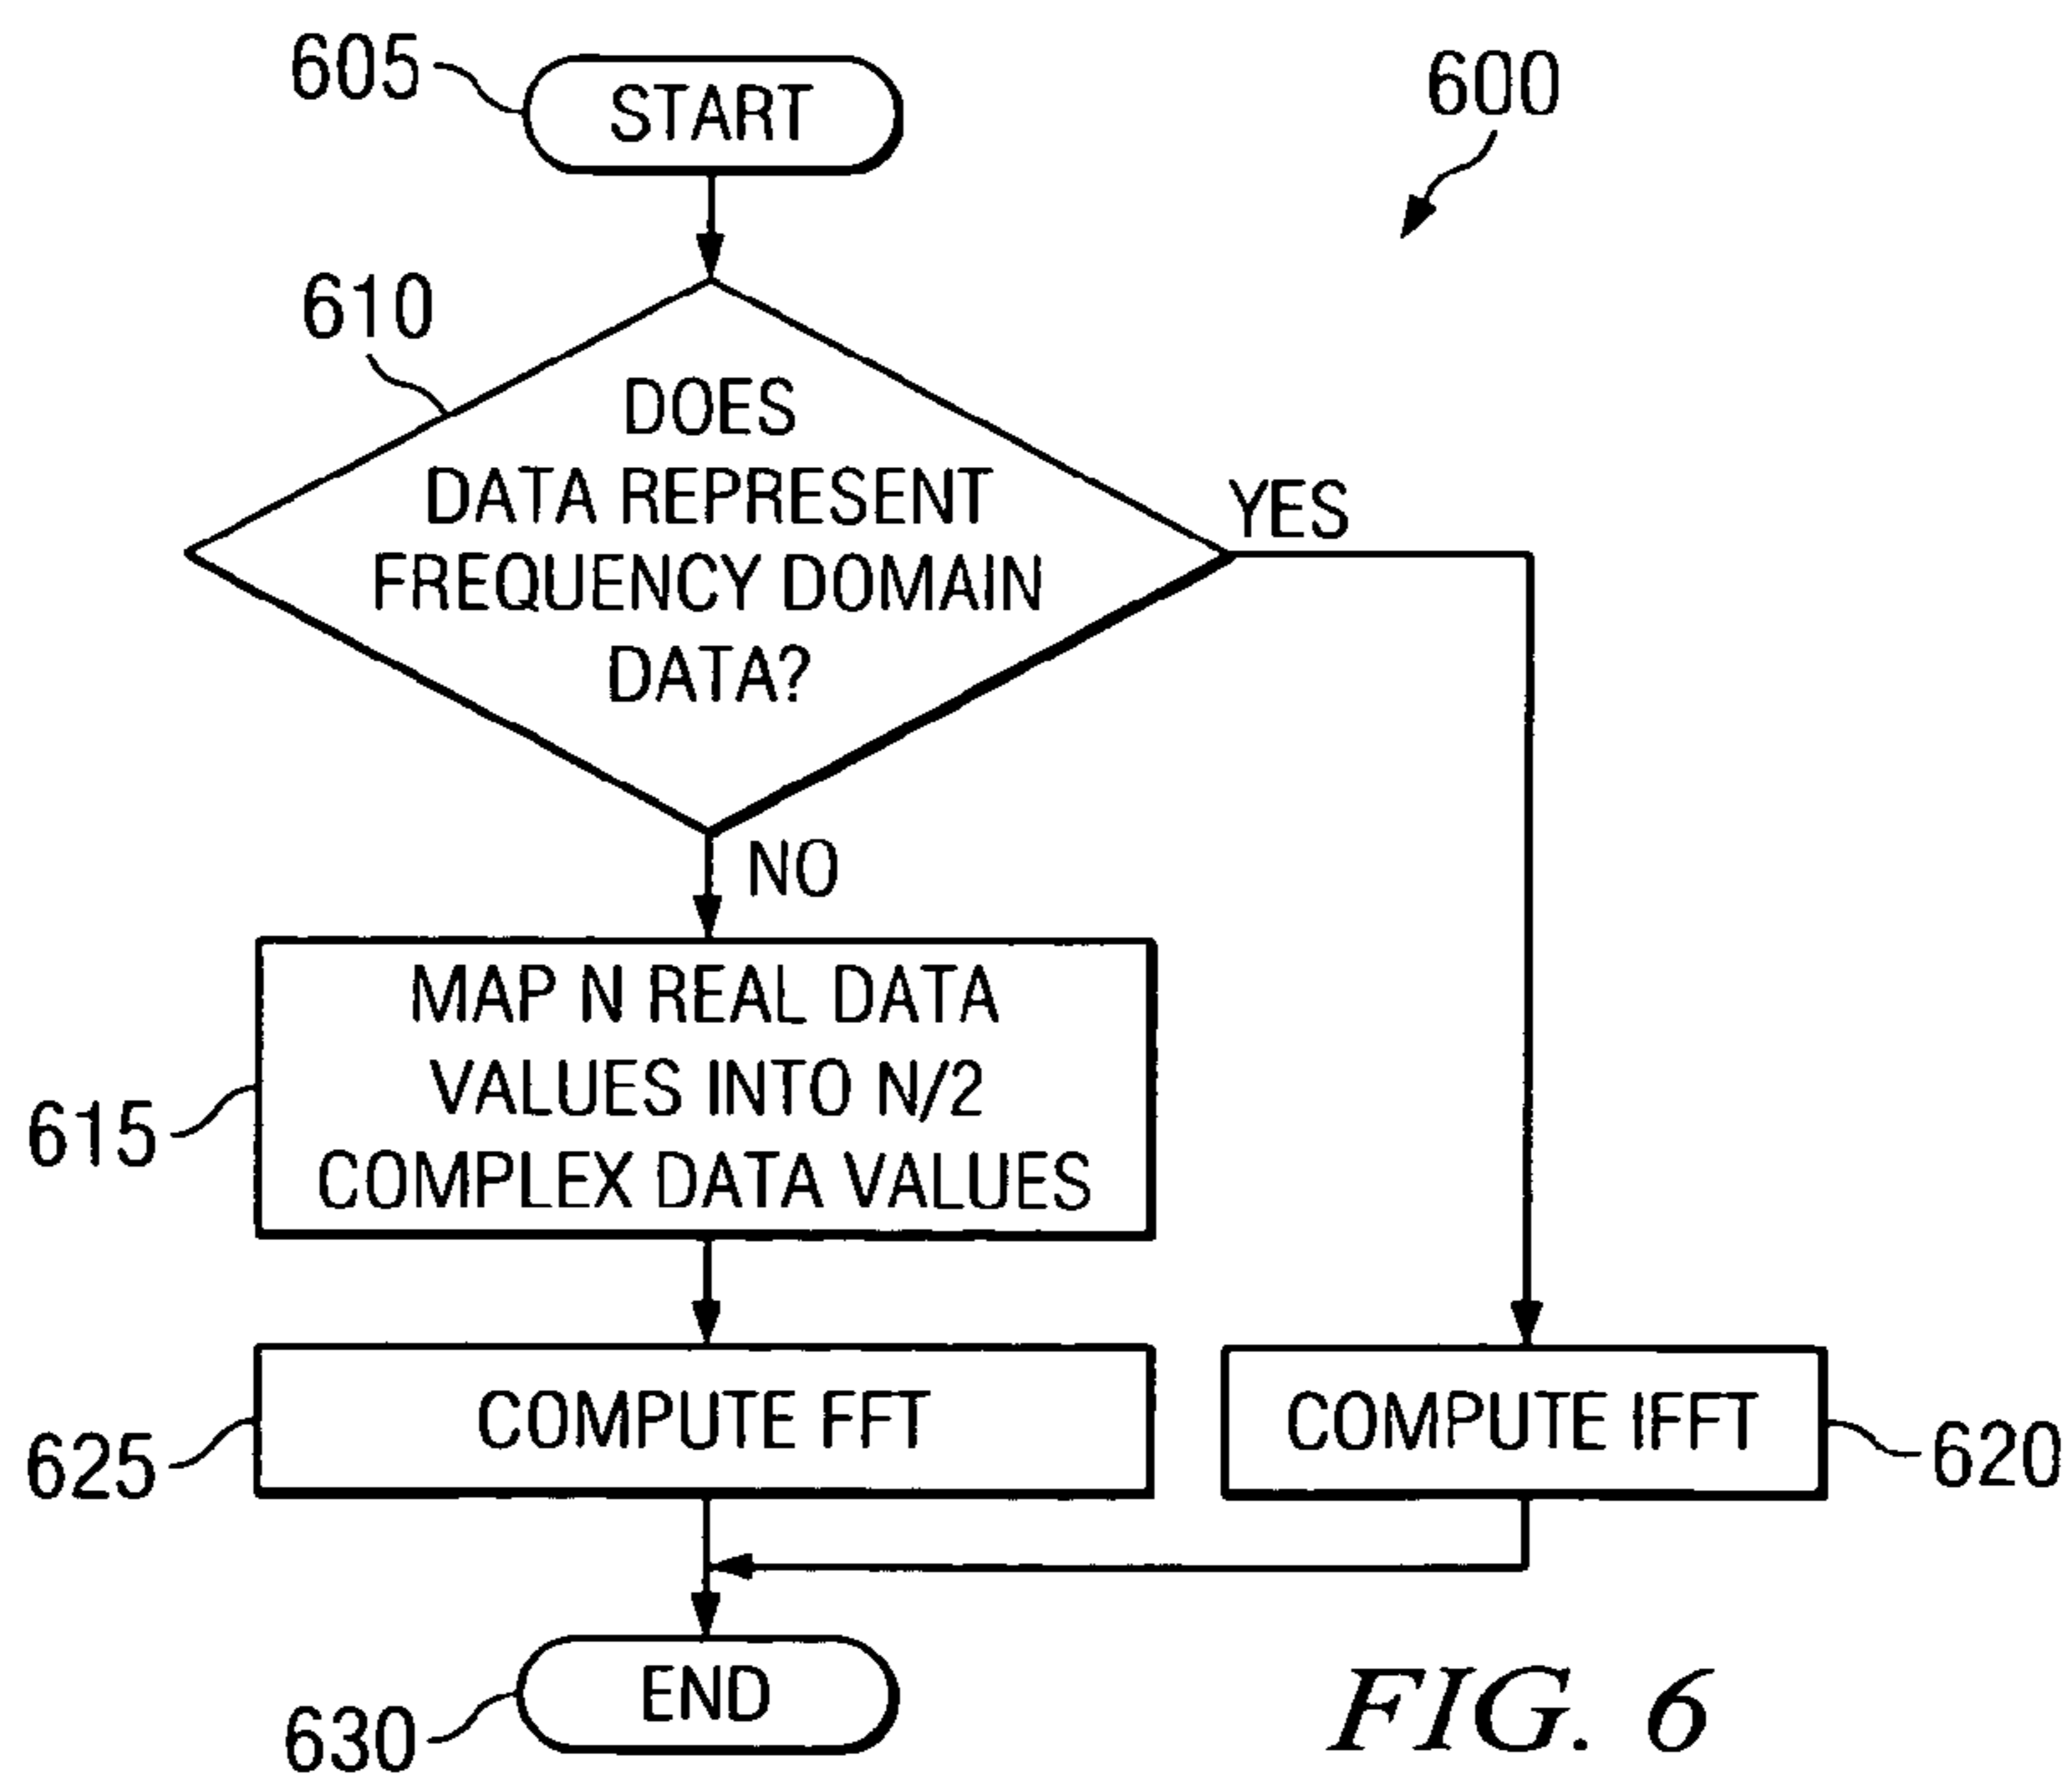 605
START
600
610
DOES
DATA REPRESENT
FREQUENCY DOMAIN
DATA?
YES
NO
MAP N REAL DATA
VALUES INTO N/2
COMPLEX DATA VALUES
615
COMPUTE FFT
625
COMPUTE IFFT
620
END
630
FIG. 6